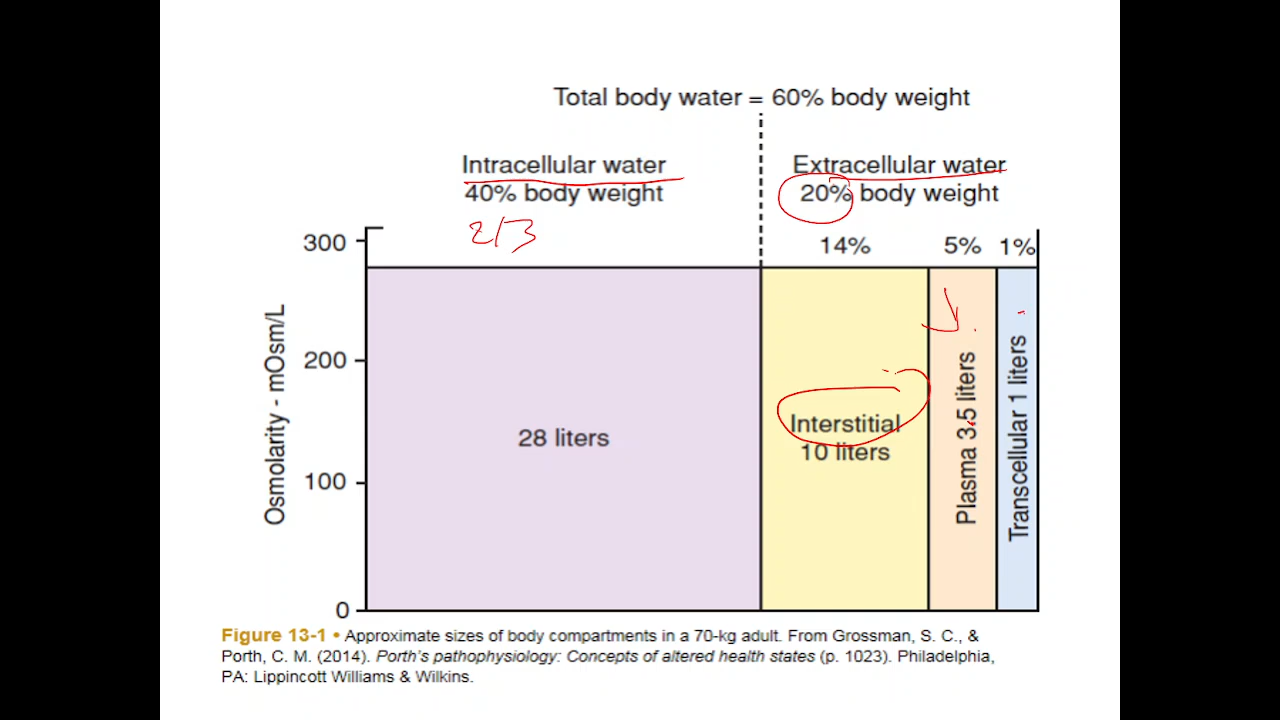 Total body water = 60% body weight
Intracellular water
40% body weight
Extracellular water
20% body weight
2/3
14%
5%
1%
300
200
100
0
Osmolarity - mOsm/L
28 liters
Interstitial
10 liters
Plasma 3.5 liters
Transcellular 1 liters
Figure 13-1 • Approximate sizes of body compartments in a 70-kg adult. From Grossman, S. C., &
Porth, C. M. (2014). Porth's pathophysiology: Concepts of altered health states (p. 1023). Philadelphia,
PA: Lippincott Williams & Wilkins.